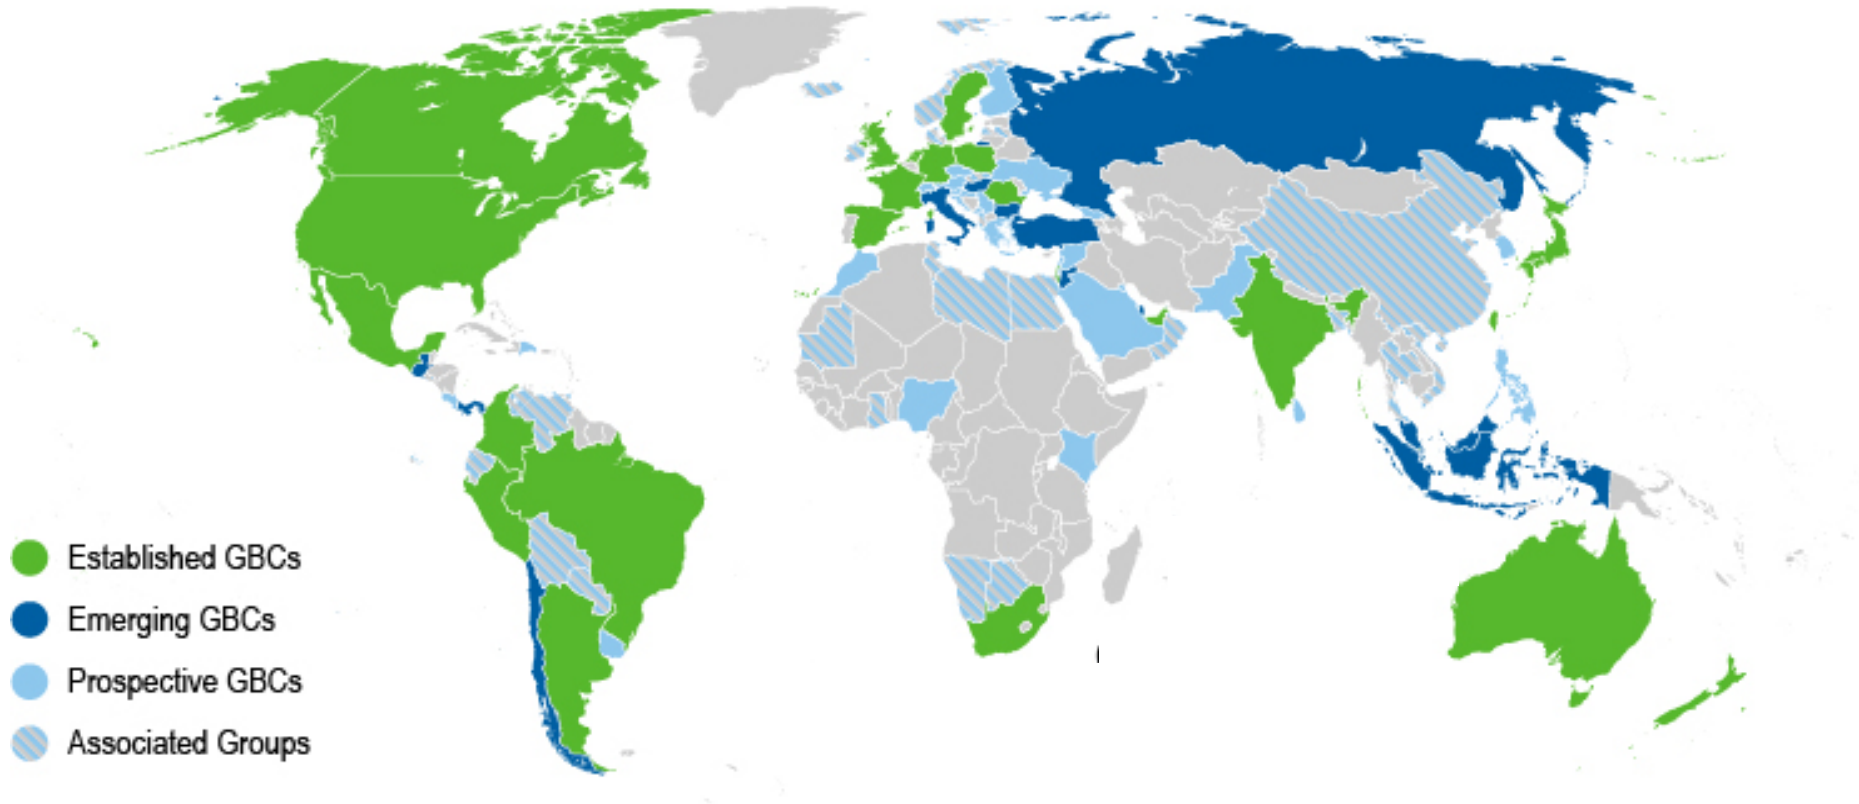 Established GBCs
Emerging GBCs
Prospective GBCs
Associated Groups